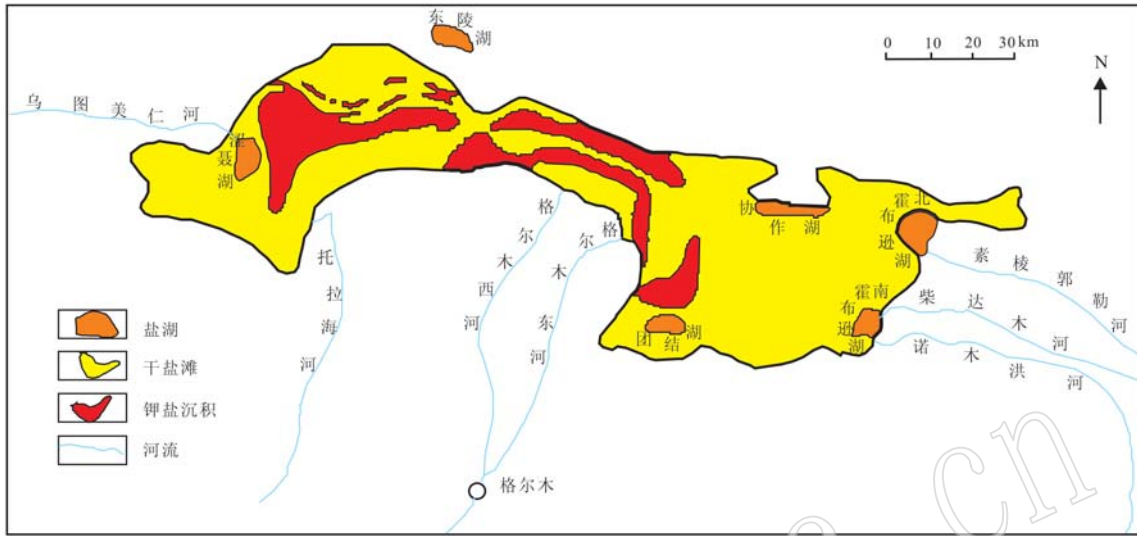 东陵湖
0 10 20 30 km
N
乌图美仁河
涩聂湖
托拉海河
格尔木西河
格尔木东河
协作湖
北霍布逊湖
素棱郭勒河
南霍布逊湖
柴达木河
诺木洪河
团结湖
盐湖
干盐滩
钾盐沉积
河流
格尔木
.cn